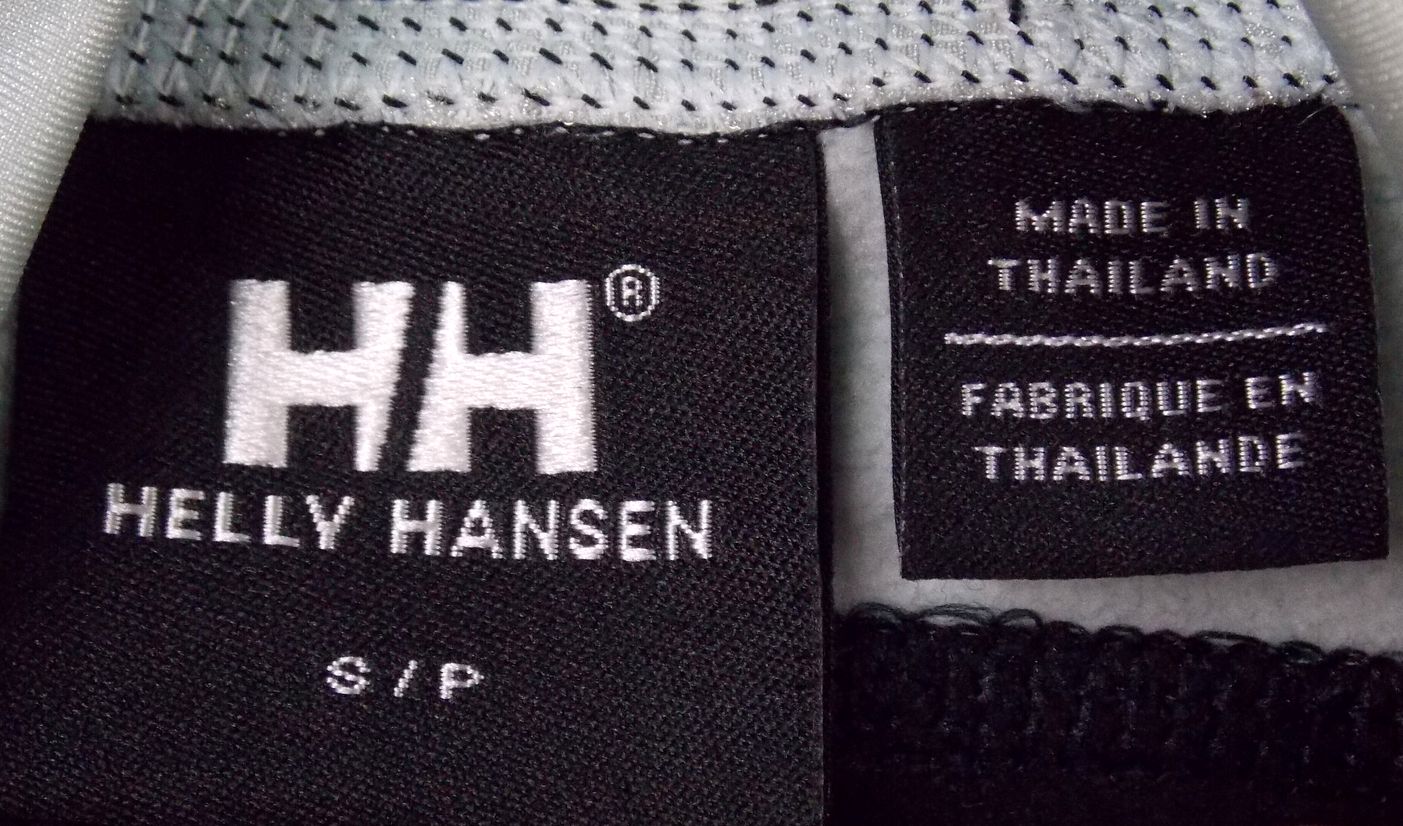 HH®
HELLY HANSEN
S / P
MADE IN
THAILAND
FABRIQUE EN
THAILANDE